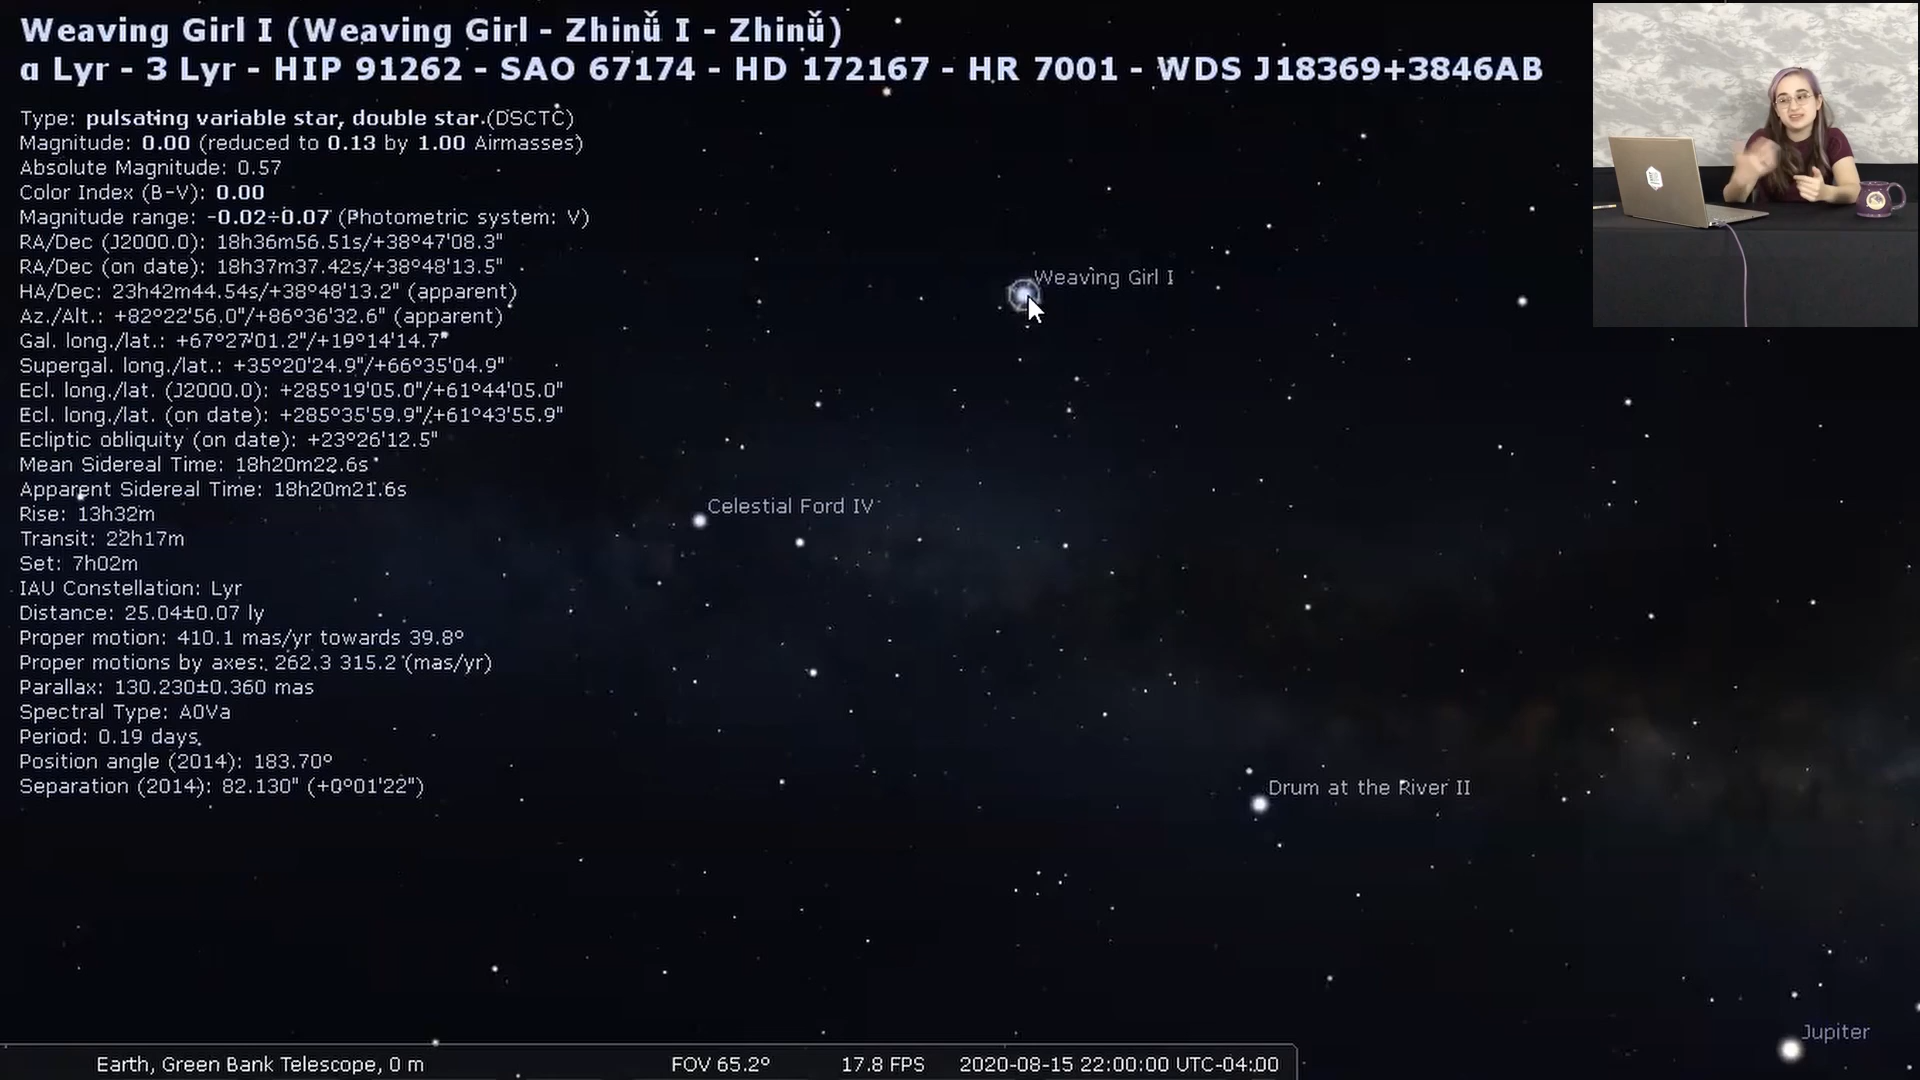 Weaving Girl I (Weaving Girl - Zhinǚ I - Zhinǚ)
α Lyr - 3 Lyr - HIP 91262 - SAO 67174 - HD 172167 - HR 7001 - WDS J18369+3846AB
Type: pulsating variable star, double star (DSCTC)
Magnitude: 0.00 (reduced to 0.13 by 1.00 Airmasses)
Absolute Magnitude: 0.57
Color Index (B-V): 0.00
Magnitude range: -0.02÷0.07 (Photometric system: V)
RA/Dec (J2000.0): 18h36m56.51s/+38°47'08.3"
RA/Dec (on date): 18h37m37.42s/+38°48'13.5"
HA/Dec: 23h42m44.54s/+38°48'13.2" (apparent)
Az./Alt.: +82°22'56.0"/+86°36'32.6" (apparent)
Gal. long./lat.: +67°27'01.2"/+19°14'14.7"
Supergal. long./lat.: +35°20'24.9"/+66°35'04.9"
Ecl. long./lat. (J2000.0): +285°19'05.0"/+61°44'05.0"
Ecl. long./lat. (on date): +285°35'59.9"/+61°43'55.9"
Ecliptic obliquity (on date): +23°26'12.5"
Mean Sidereal Time: 18h20m22.6s
Apparent Sidereal Time: 18h20m21.6s
Rise: 13h32m
Transit: 22h17m
Set: 7h02m
IAU Constellation: Lyr
Distance: 25.04±0.07 ly
Proper motion: 410.1 mas/yr towards 39.8°
Proper motions by axes: 262.3 315.2 (mas/yr)
Parallax: 130.230±0.360 mas
Spectral Type: A0Va
Period: 0.19 days
Position angle (2014): 183.70°
Separation (2014): 82.130" (+0°01'22")
Weaving Girl I
Celestial Ford IV
Drum at the River II
Jupiter
Earth, Green Bank Telescope, 0 m FOV 65.2° 17.8 FPS 2020-08-15 22:00:00 UTC-04:00